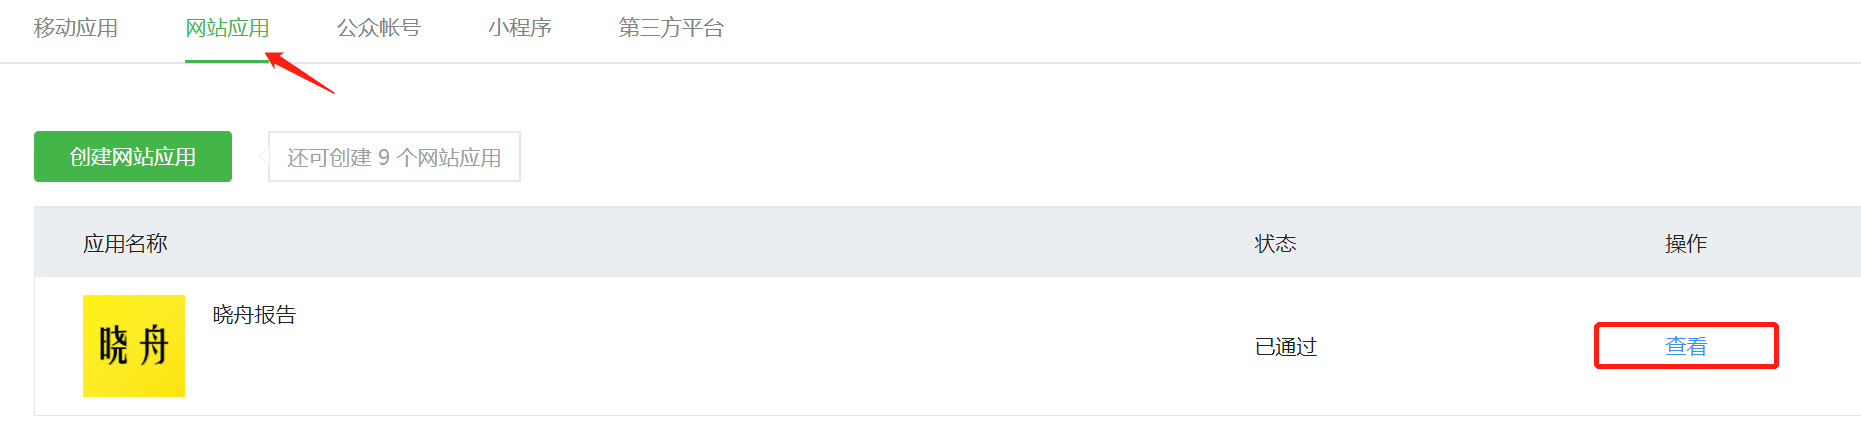 移动应用 网站应用 公众帐号 小程序 第三方平台
创建网站应用 还可创建 9 个网站应用
应用名称 状态 操作
晓舟 晓舟报告
已通过 查看